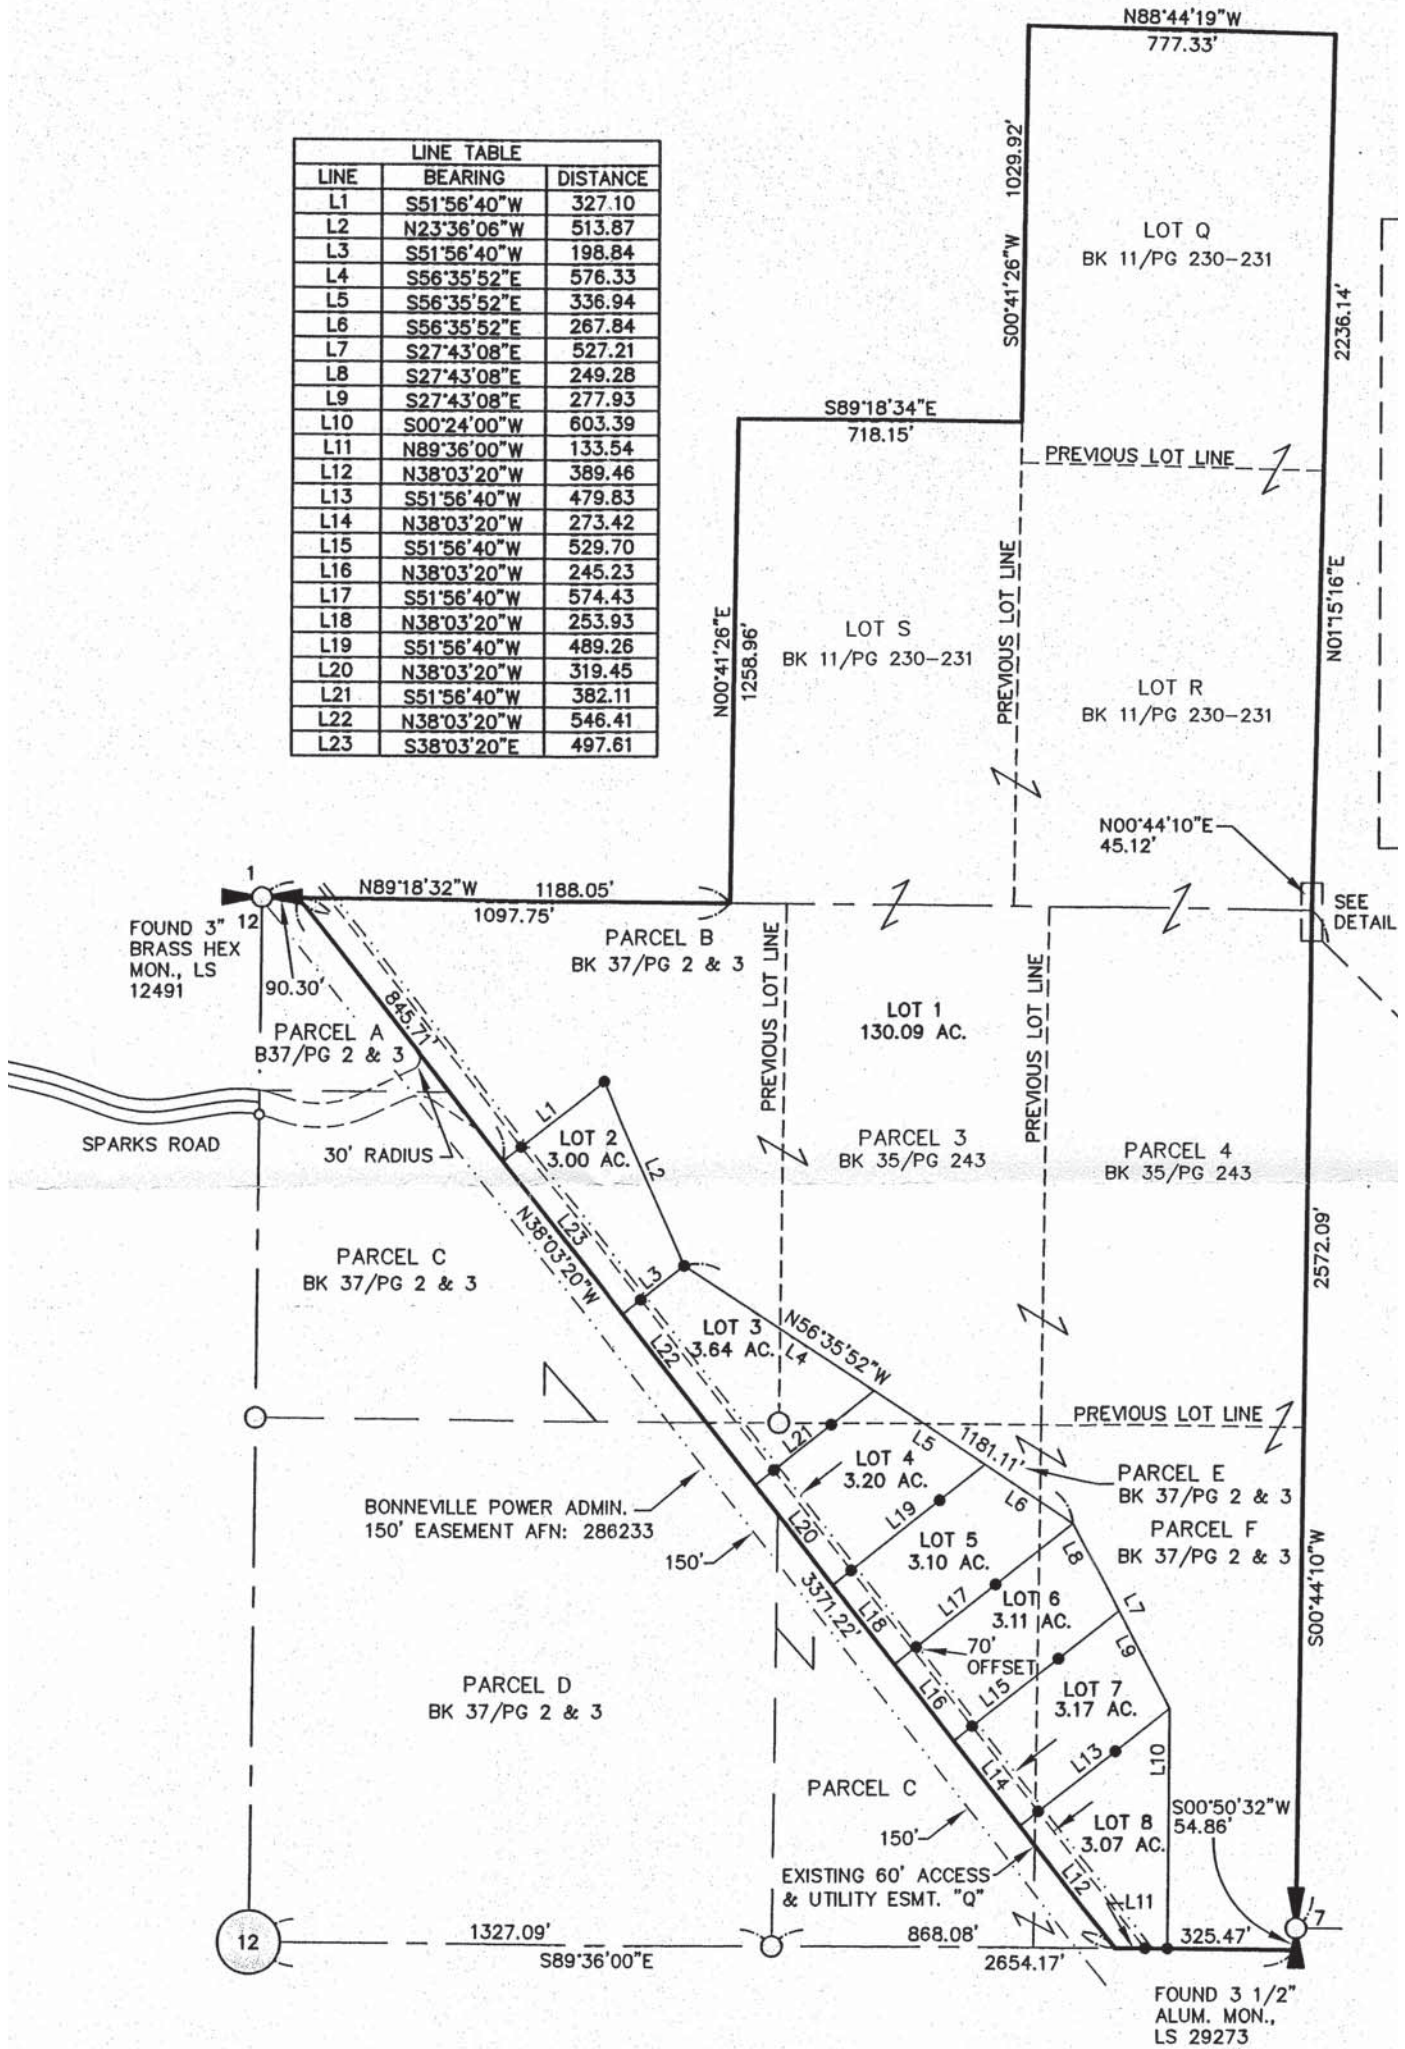 N88°44'19"W
777.33'
1029.92'
S00°41'26"W
LOT Q
BK 11/PG 230-231
2236.14'
N01°15'16"E
LINE TABLE
LINE BEARING DISTANCE
L1 S51°56'40"W 327.10
L2 N23°36'06"W 513.87
L3 S51°56'40"W 198.84
L4 S56°35'52"E 576.33
L5 S56°35'52"E 336.94
L6 S56°35'52"E 267.84
L7 S27°43'08"E 527.21
L8 S27°43'08"E 249.28
L9 S27°43'08"E 277.93
L10 S00°24'00"W 603.39
L11 N89°36'00"W 133.54
L12 N38°03'20"W 389.46
L13 S51°56'40"W 479.83
L14 N38°03'20"W 273.42
L15 S51°56'40"W 529.70
L16 N38°03'20"W 245.23
L17 S51°56'40"W 574.43
L18 N38°03'20"W 253.93
L19 S51°56'40"W 489.26
L20 N38°03'20"W 319.45
L21 S51°56'40"W 382.11
L22 N38°03'20"W 546.41
L23 S38°03'20"E 497.61
S89°18'34"E
718.15'
PREVIOUS LOT LINE
PREVIOUS LOT LINE
N00°41'26"E
1258.96'
LOT S
BK 11/PG 230-231
LOT R
BK 11/PG 230-231
N00°44'10"E
45.12'
SEE
DETAIL
1
12
N89°18'32"W 1188.05'
1097.75'
FOUND 3"
BRASS HEX
MON., LS
12491
90.30'
PARCEL B
BK 37/PG 2 & 3
PREVIOUS LOT LINE
PREVIOUS LOT LINE
LOT 1
130.09 AC.
845.71'
PARCEL A
B37/PG 2 & 3
SPARKS ROAD
30' RADIUS
L1
LOT 2
3.00 AC.
L2
PARCEL 3
BK 35/PG 243
PARCEL 4
BK 35/PG 243
2572.09'
S00°44'10"W
L23
N38°03'20"W
PARCEL C
BK 37/PG 2 & 3
L3
LOT 3
3.64 AC.
L4
N56°35'52"W
L22
PREVIOUS LOT LINE
L21
L5
1181.11'
LOT 4
3.20 AC.
L6
PARCEL E
BK 37/PG 2 & 3
BONNEVILLE POWER ADMIN.
150' EASEMENT AFN: 286233
L20
L19
PARCEL F
BK 37/PG 2 & 3
150'
LOT 5
3.10 AC.
L8
3371.22'
L18
L17
LOT 6
3.11 AC.
L7
70'
OFFSET
L9
L16
L15
LOT 7
3.17 AC.
PARCEL D
BK 37/PG 2 & 3
L14
L13
L10
PARCEL C
150'
LOT 8
3.07 AC.
S00°50'32"W
54.86'
EXISTING 60' ACCESS
& UTILITY ESMT. "Q"
L12
L11
7
12
1327.09'
S89°36'00"E
868.08'
2654.17'
325.47'
FOUND 3 1/2"
ALUM. MON.,
LS 29273